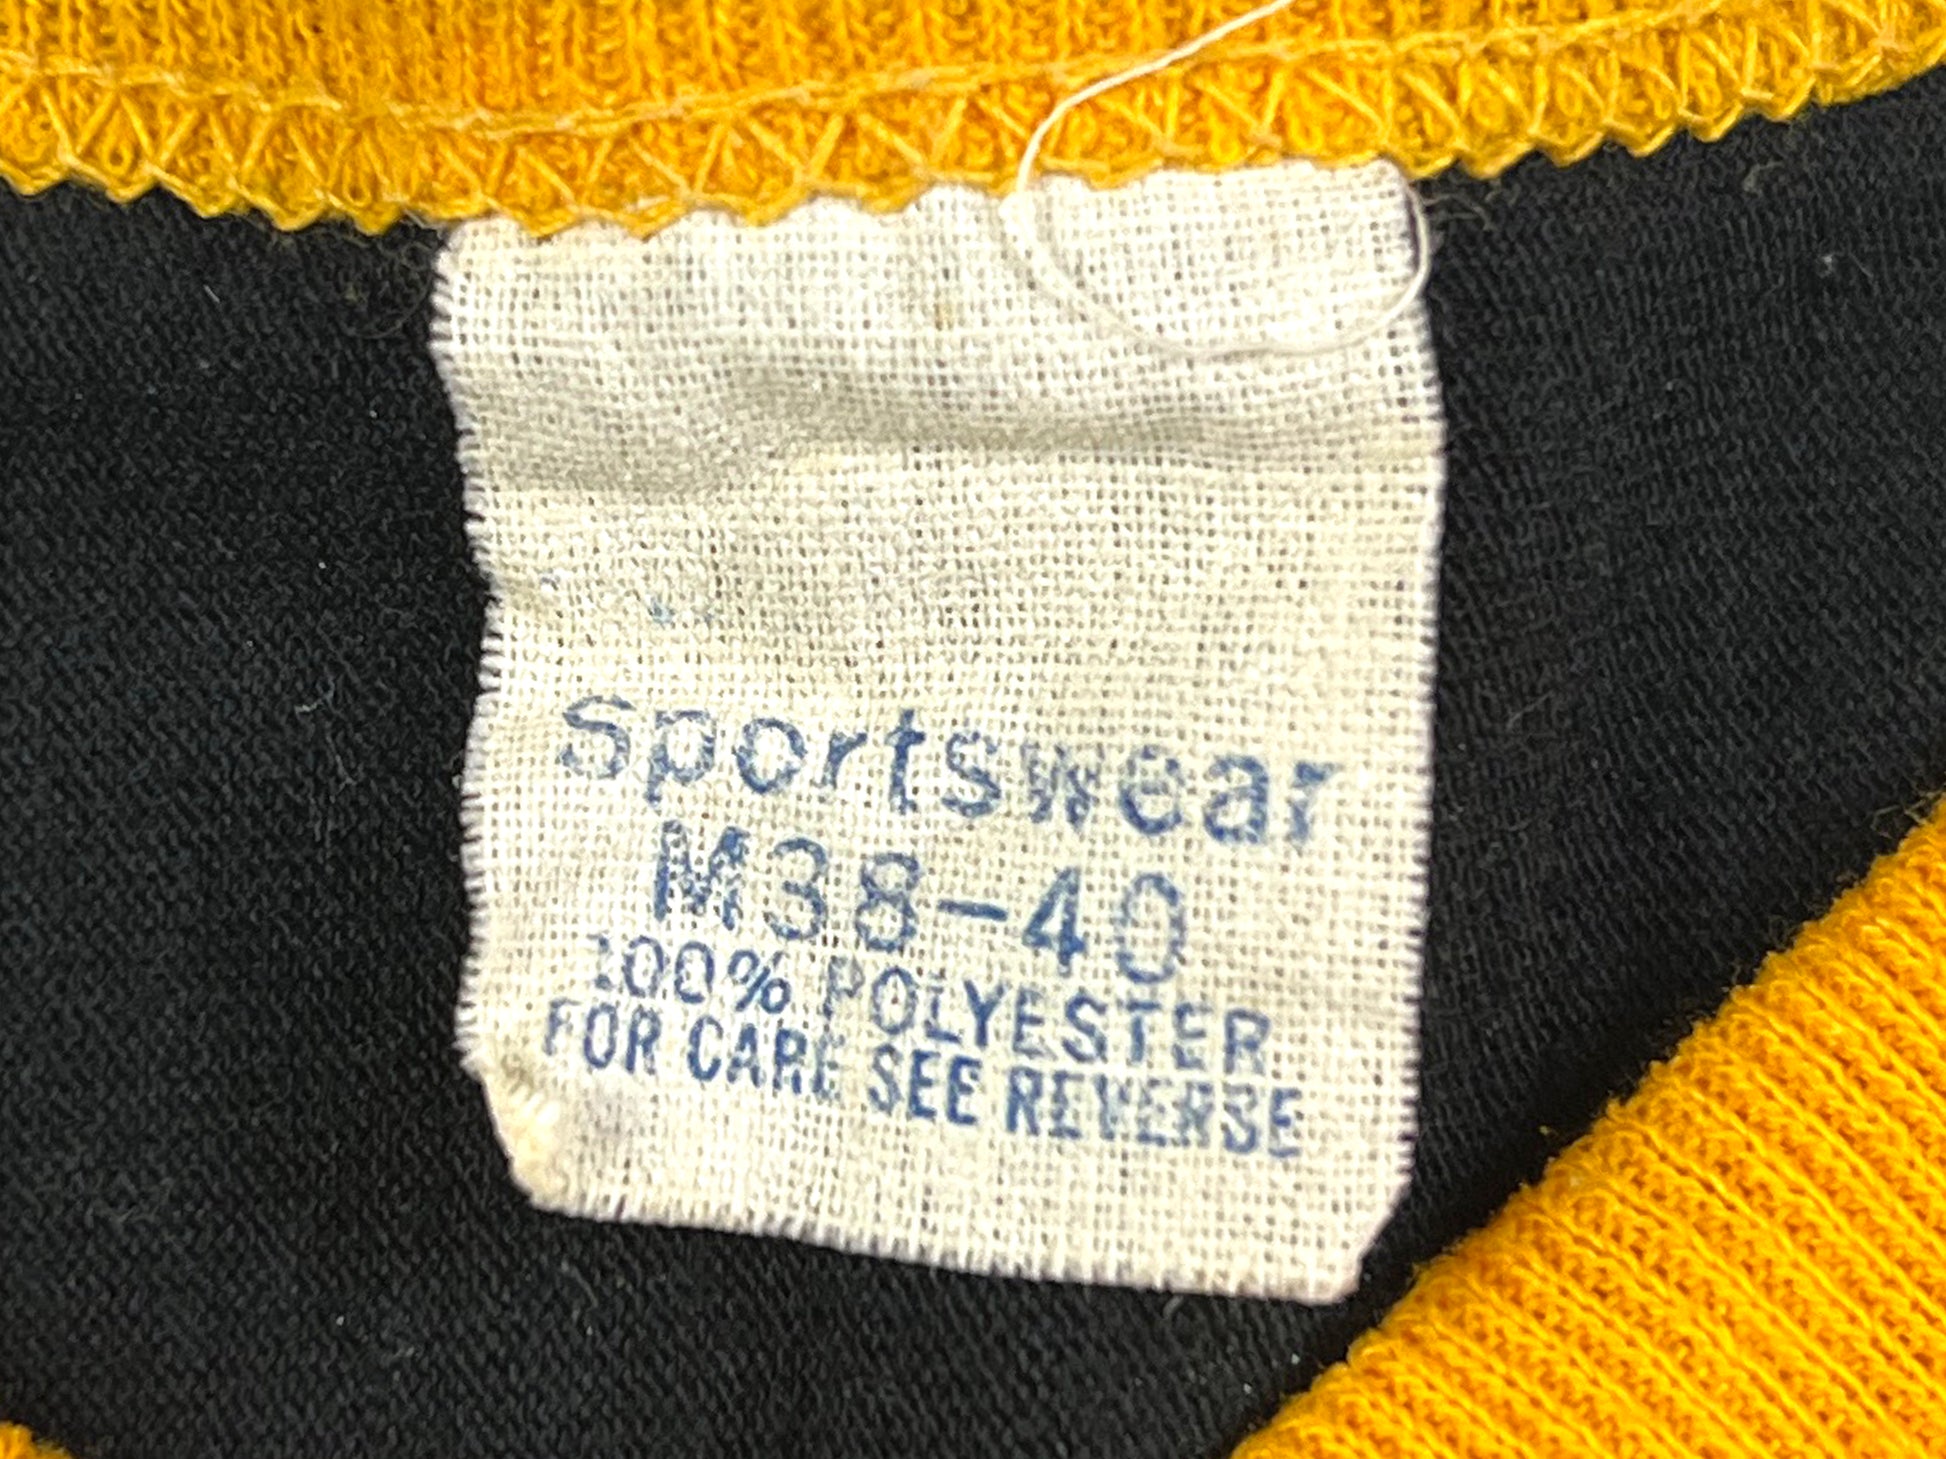 Sportswear
M38-40
100% POLYESTER
FOR CARE SEE REVERSE